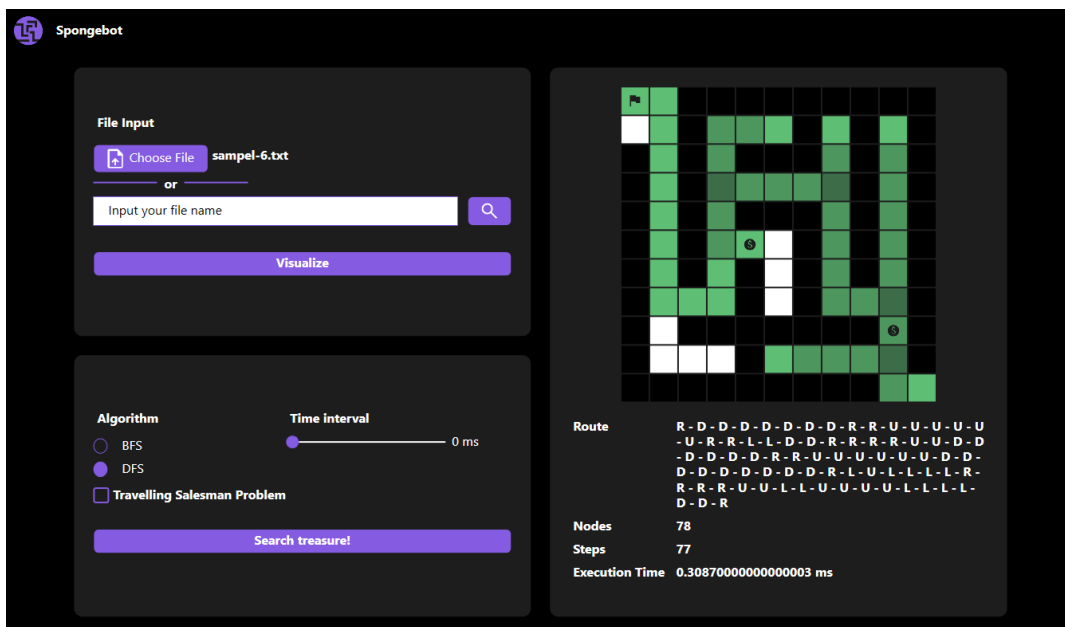 Spongebot
File Input
Choose File
sampel-6.txt
or
Input your file name
Visualize
Algorithm
Time interval
BFS
0 ms
DFS
Travelling Salesman Problem
Search treasure!
Route
R - D - D - D - D - D - D - D - R - R - U - U - U - U - U
- U - R - R - L - L - D - D - R - R - R - R - U - U - D - D
- D - D - D - D - R - R - U - U - U - U - U - U - D - D -
D - D - D - D - D - D - D - R - L - U - L - L - L - L - R -
R - R - R - U - U - L - L - U - U - U - U - L - L - L - L -
D - D - R
Nodes
78
Steps
77
Execution Time
0.30870000000000003 ms